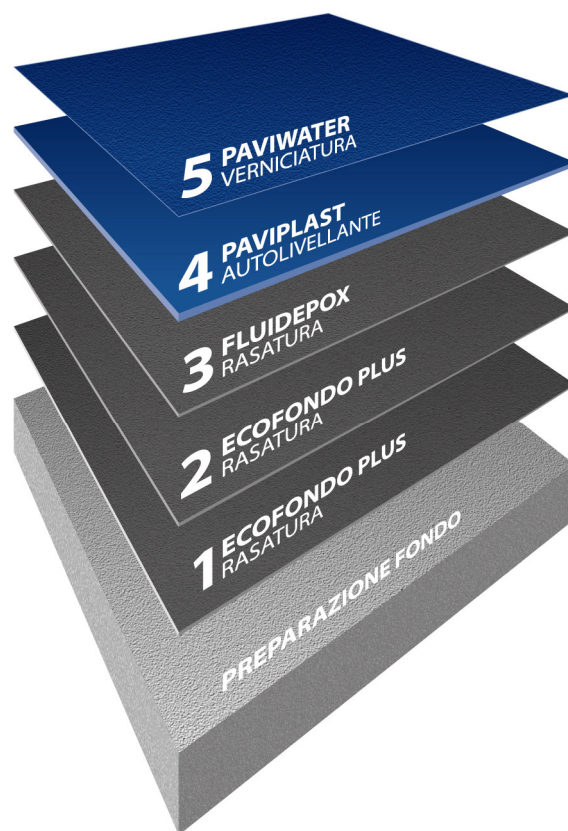 5 PAVIWATER
VERNICIATURA
4 PAVIPLAST
AUTOLIVELLANTE
3 FLUIDEPOX
RASATURA
2 ECOFONDO PLUS
RASATURA
1 ECOFONDO PLUS
RASATURA
PREPARAZIONE FONDO